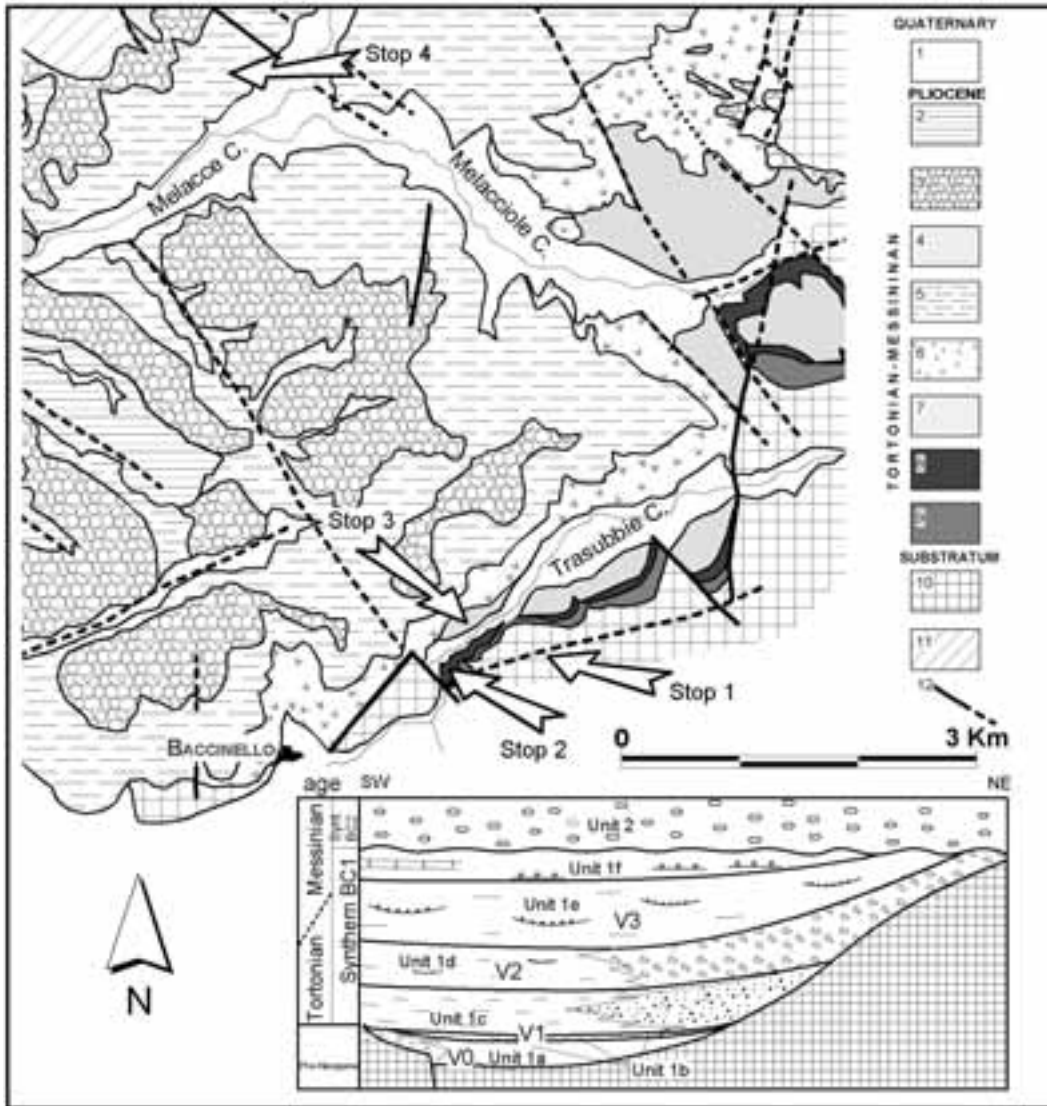 Stop 4
Melacce C.
Melacciole C.
Stop 3
Trasubbie C.
Stop 1
Stop 2
BACCINELLO
0 3 Km
N
QUATERNARY
1
PLIOCENE
2
TORTONIAN-MESSINIAN
3
4
5
6
7
SUBSTRATUM
10
11
12
age SW NE
Messinian
Tortonian
Synthem BC1
BC2
Unit 2
Unit 1f
Unit 1e
V3
Unit 1d
V2
Unit 1c
V1
V0 Unit 1a
Unit 1b